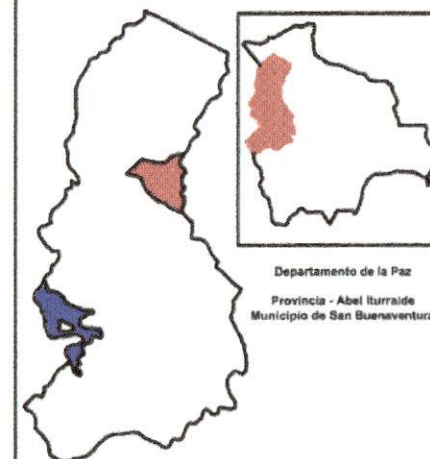 Departamento de la Paz
Provincia - Abel Iturralde
Municipio de San Buenaventura